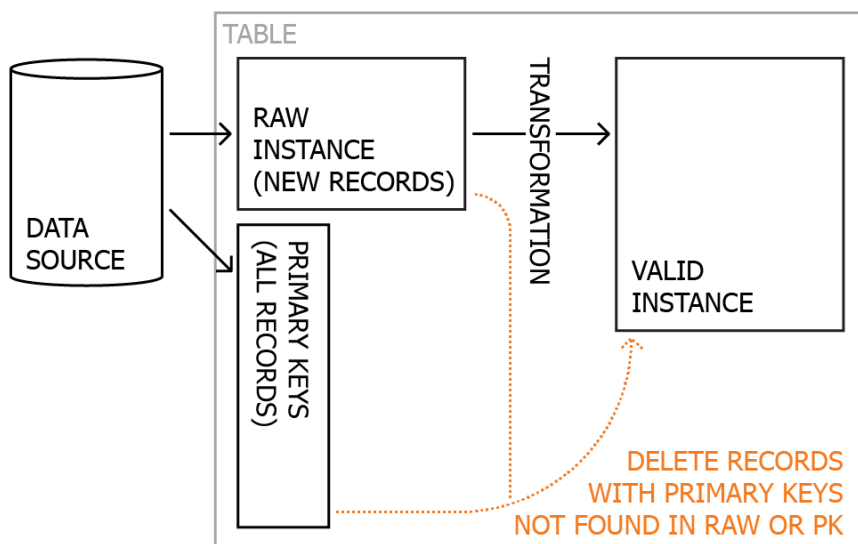 TABLE
RAW
INSTANCE
(NEW RECORDS)
TRANSFORMATION
DATA
SOURCE
PRIMARY KEYS
(ALL RECORDS)
VALID
INSTANCE
DELETE RECORDS
WITH PRIMARY KEYS
NOT FOUND IN RAW OR PK